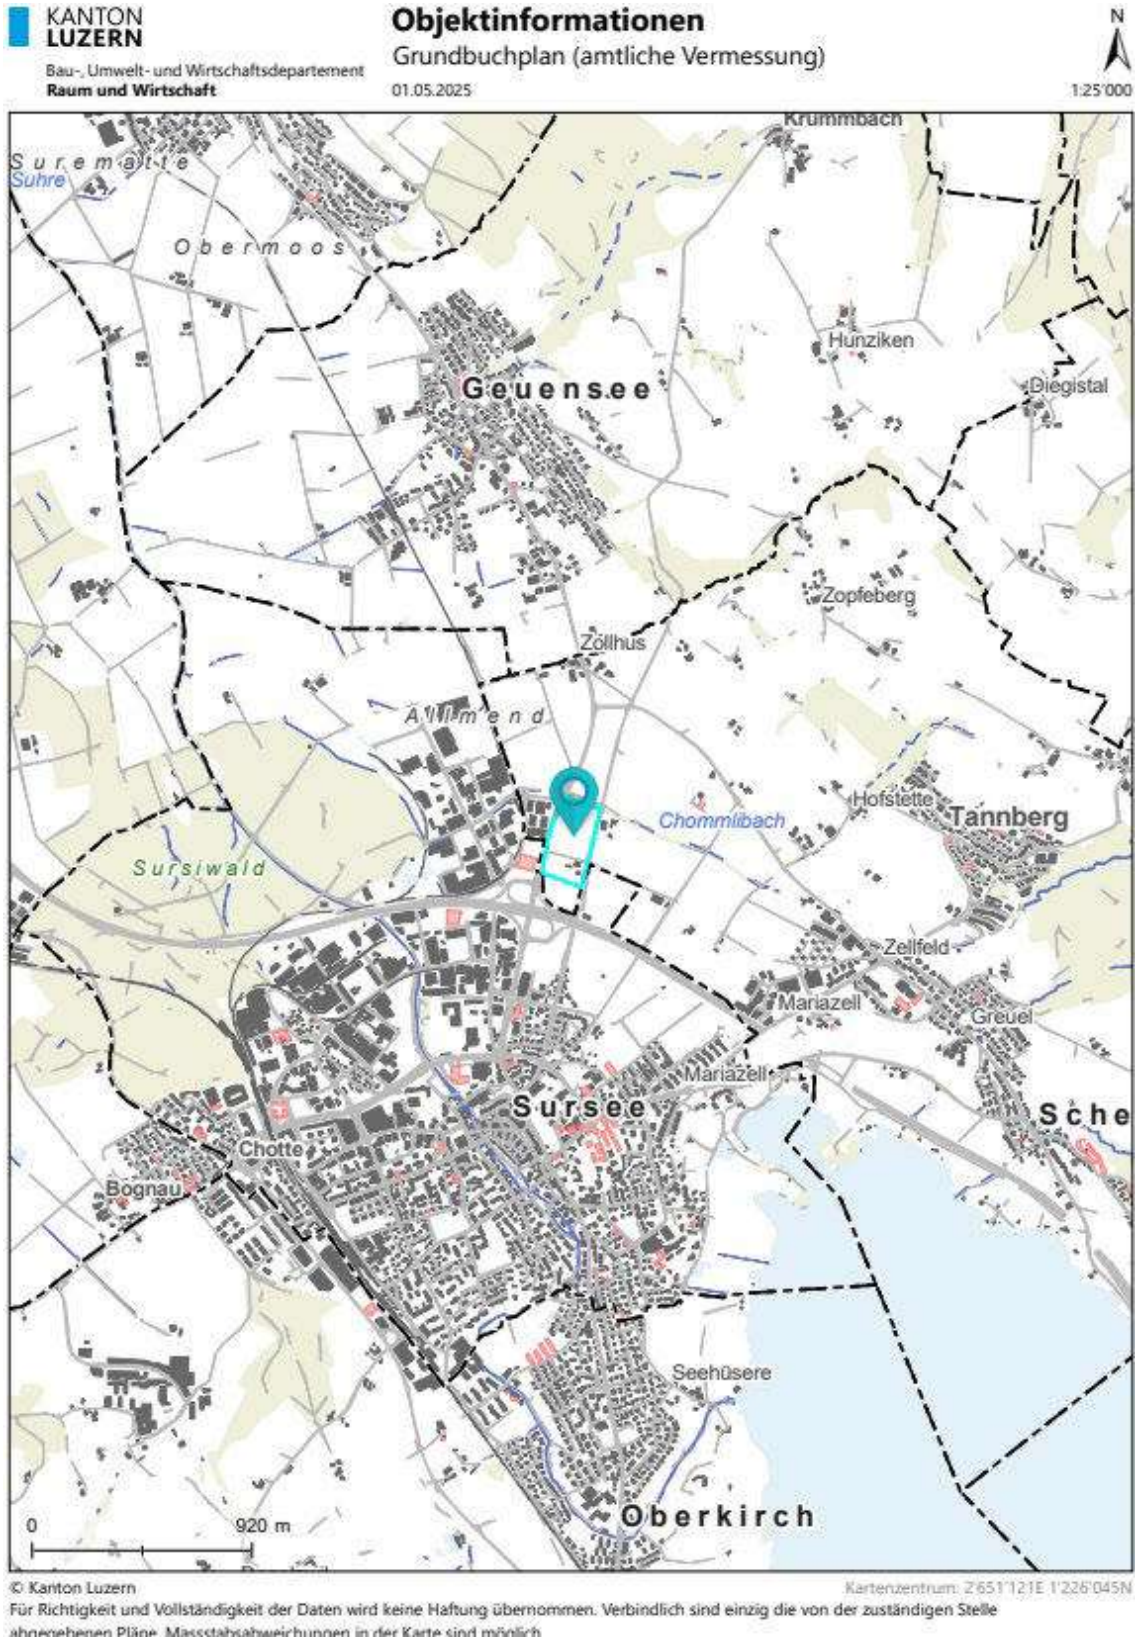 KANTON
LUZERN
Bau-, Umwelt- und Wirtschaftsdepartement
Raum und Wirtschaft
Objektinformationen
Grundbuchplan (amtliche Vermessung)
01.05.2025
N
1:25'000
Krummbach
Surematte
Suhre
Obermoos
Hunziken
Geuensee
Diegistal
Zopfeberg
Zollhus
Allmend
Hofstette
Chommlibach
Tannberg
Sursiwald
Zellfeld
Mariazell
Greuel
Mariazell
Sursee
Sche
Chotte
Bognau
Seehüsere
Oberkirch
0 920 m
© Kanton Luzern
Kartenzentrum: 2'651'121E 1'226'045N
Für Richtigkeit und Vollständigkeit der Daten wird keine Haftung übernommen. Verbindlich sind einzig die von der zuständigen Stelle
abgegebenen Pläne. Massstabsabweichungen in der Karte sind möglich